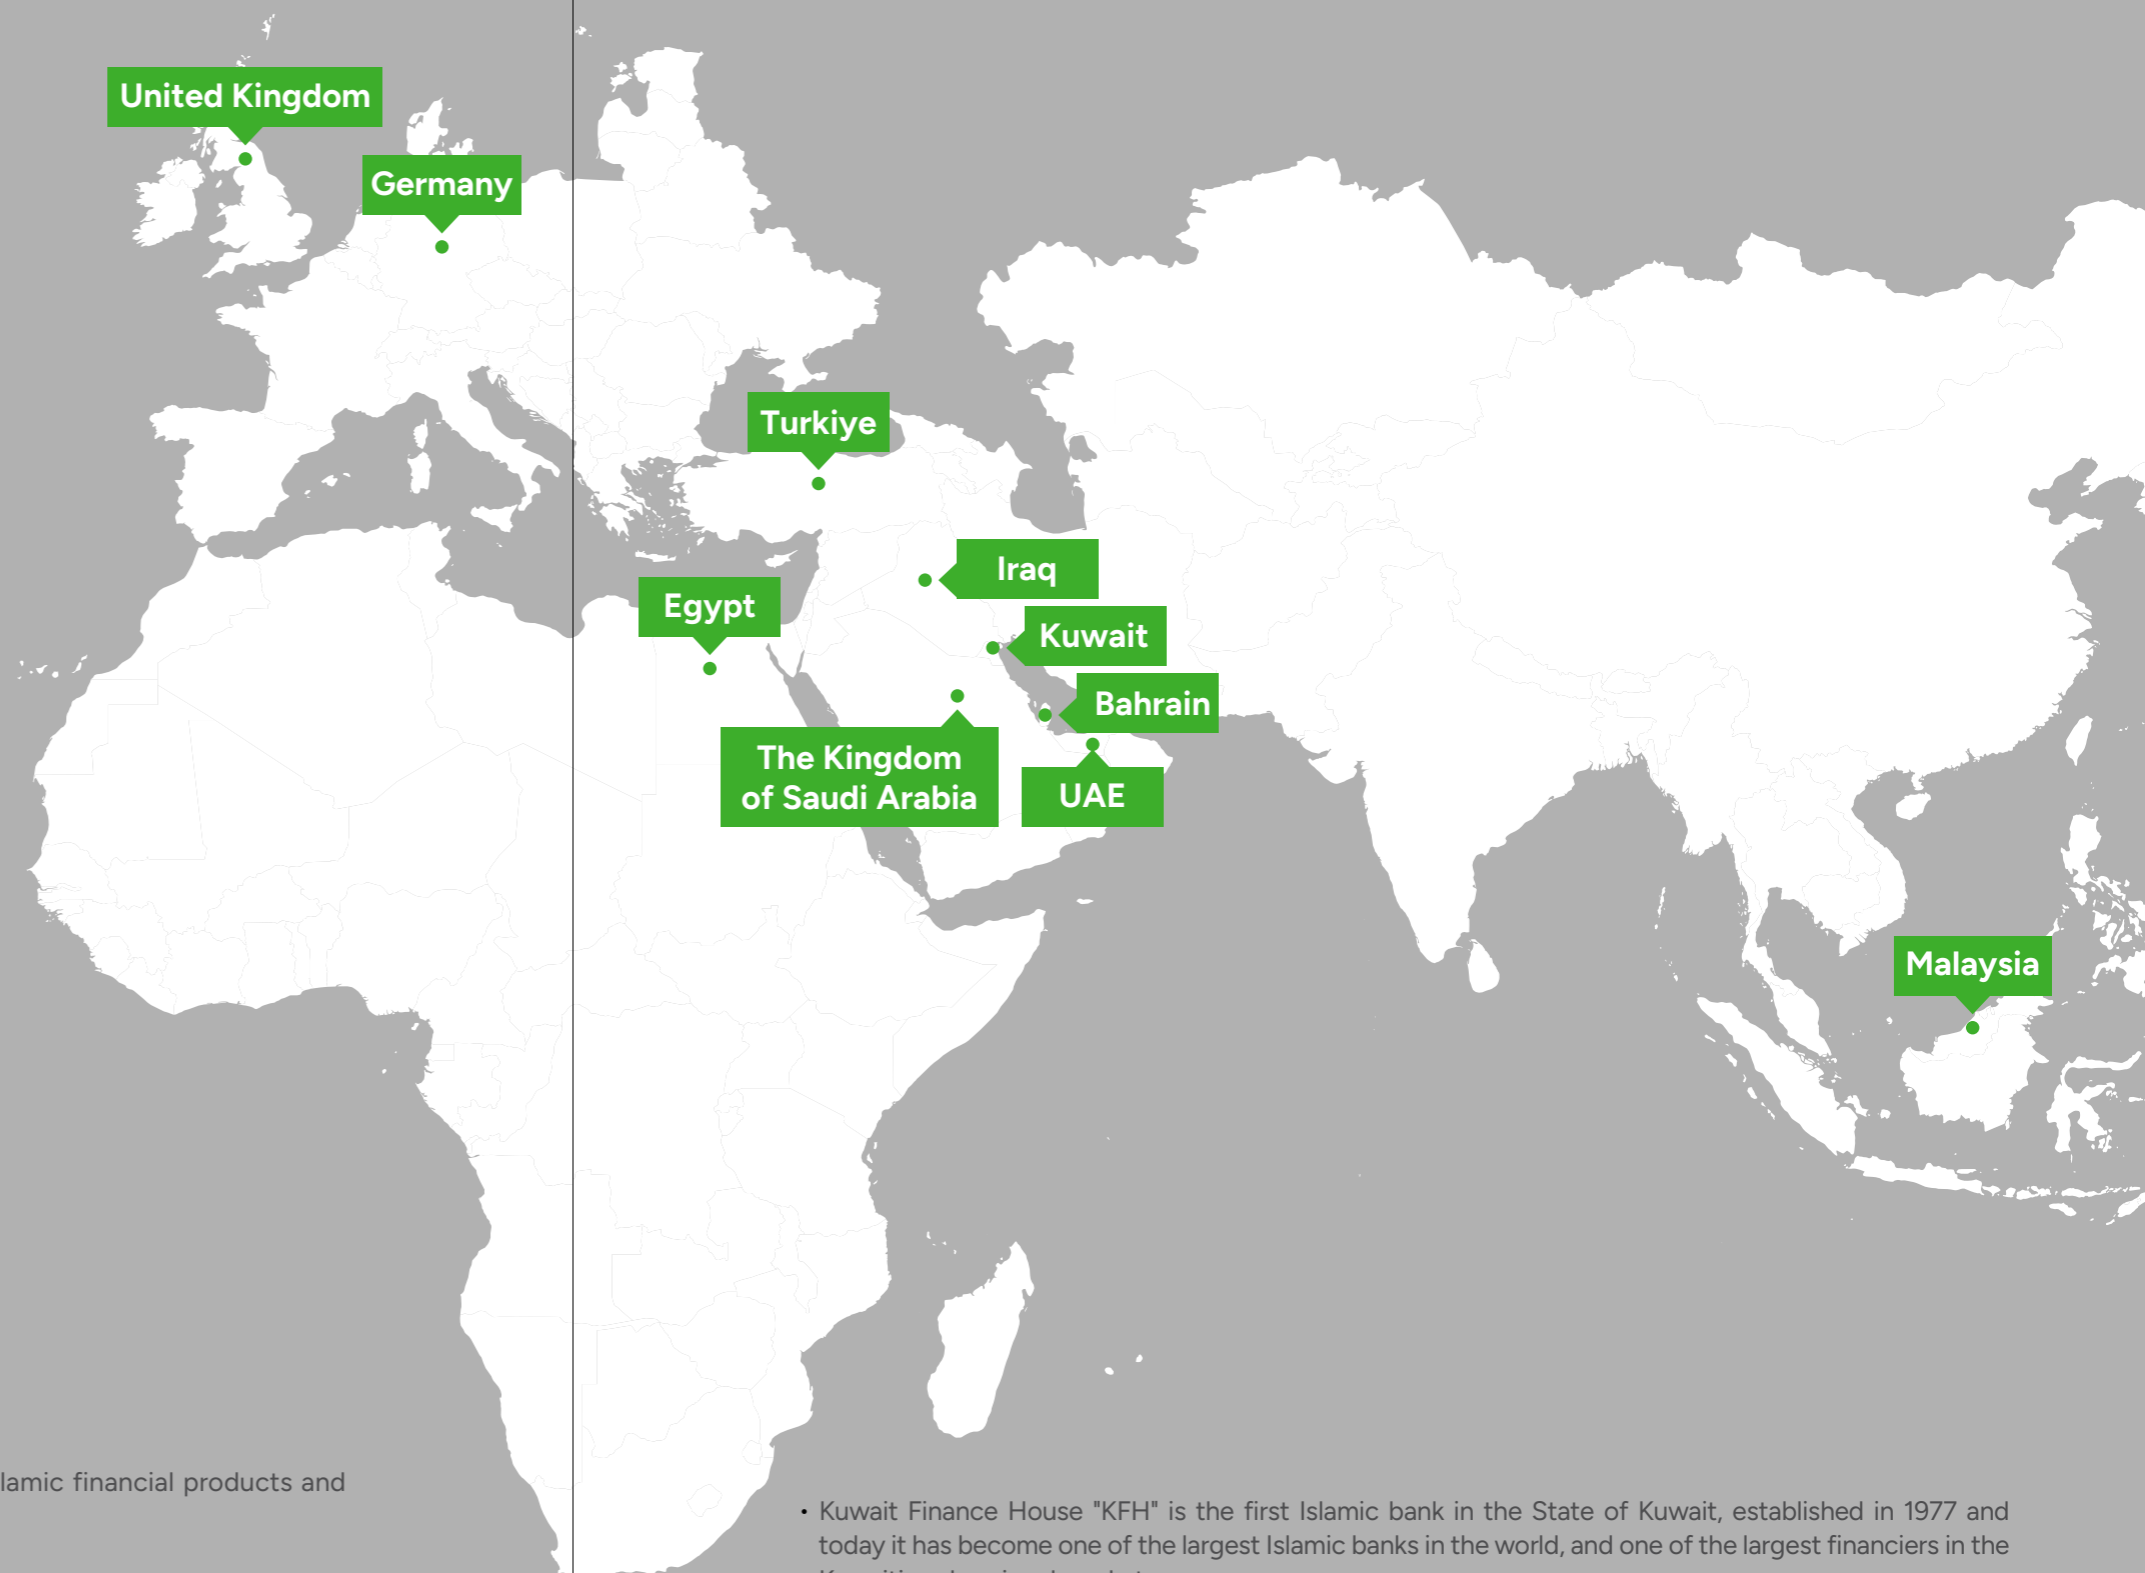 United Kingdom
Germany
Turkiye
Iraq
Egypt
Kuwait
Bahrain
The Kingdom
of Saudi Arabia
UAE
Malaysia
lamic financial products and
• Kuwait Finance House "KFH" is the first Islamic bank in the State of Kuwait, established in 1977 and
today it has become one of the largest Islamic banks in the world, and one of the largest financiers in the